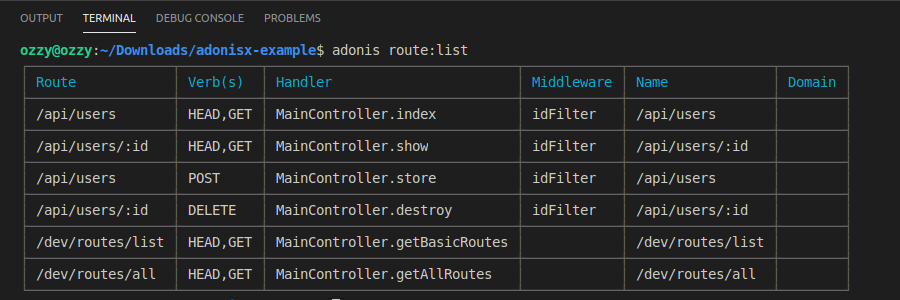 OUTPUT TERMINAL DEBUG CONSOLE PROBLEMS
ozzy@ozzy:~/Downloads/adonisx-example$ adonis route:list
Route Verb(s) Handler Middleware Name Domain
/api/users HEAD,GET MainController.index idFilter /api/users
/api/users/:id HEAD,GET MainController.show idFilter /api/users/:id
/api/users POST MainController.store idFilter /api/users
/api/users/:id DELETE MainController.destroy idFilter /api/users/:id
/dev/routes/list HEAD,GET MainController.getBasicRoutes /dev/routes/list
/dev/routes/all HEAD,GET MainController.getAllRoutes /dev/routes/all